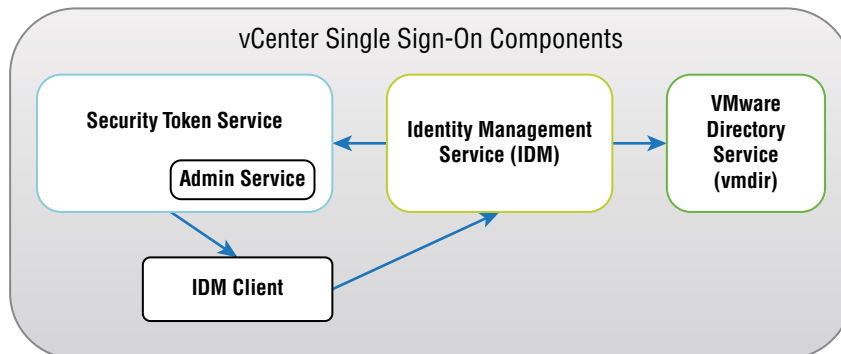 vCenter Single Sign-On Components
Security Token Service
Admin Service
Identity Management
Service (IDM)
VMware
Directory
Service
(vmdir)
IDM Client